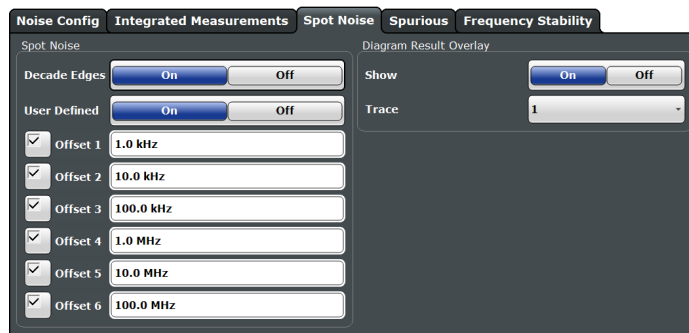 Noise Config Integrated Measurements Spot Noise Spurious Frequency Stability
Spot Noise
Decade Edges On Off
User Defined On Off
Offset 1 1.0 kHz
Offset 2 10.0 kHz
Offset 3 100.0 kHz
Offset 4 1.0 MHz
Offset 5 10.0 MHz
Offset 6 100.0 MHz
Diagram Result Overlay
Show On Off
Trace 1